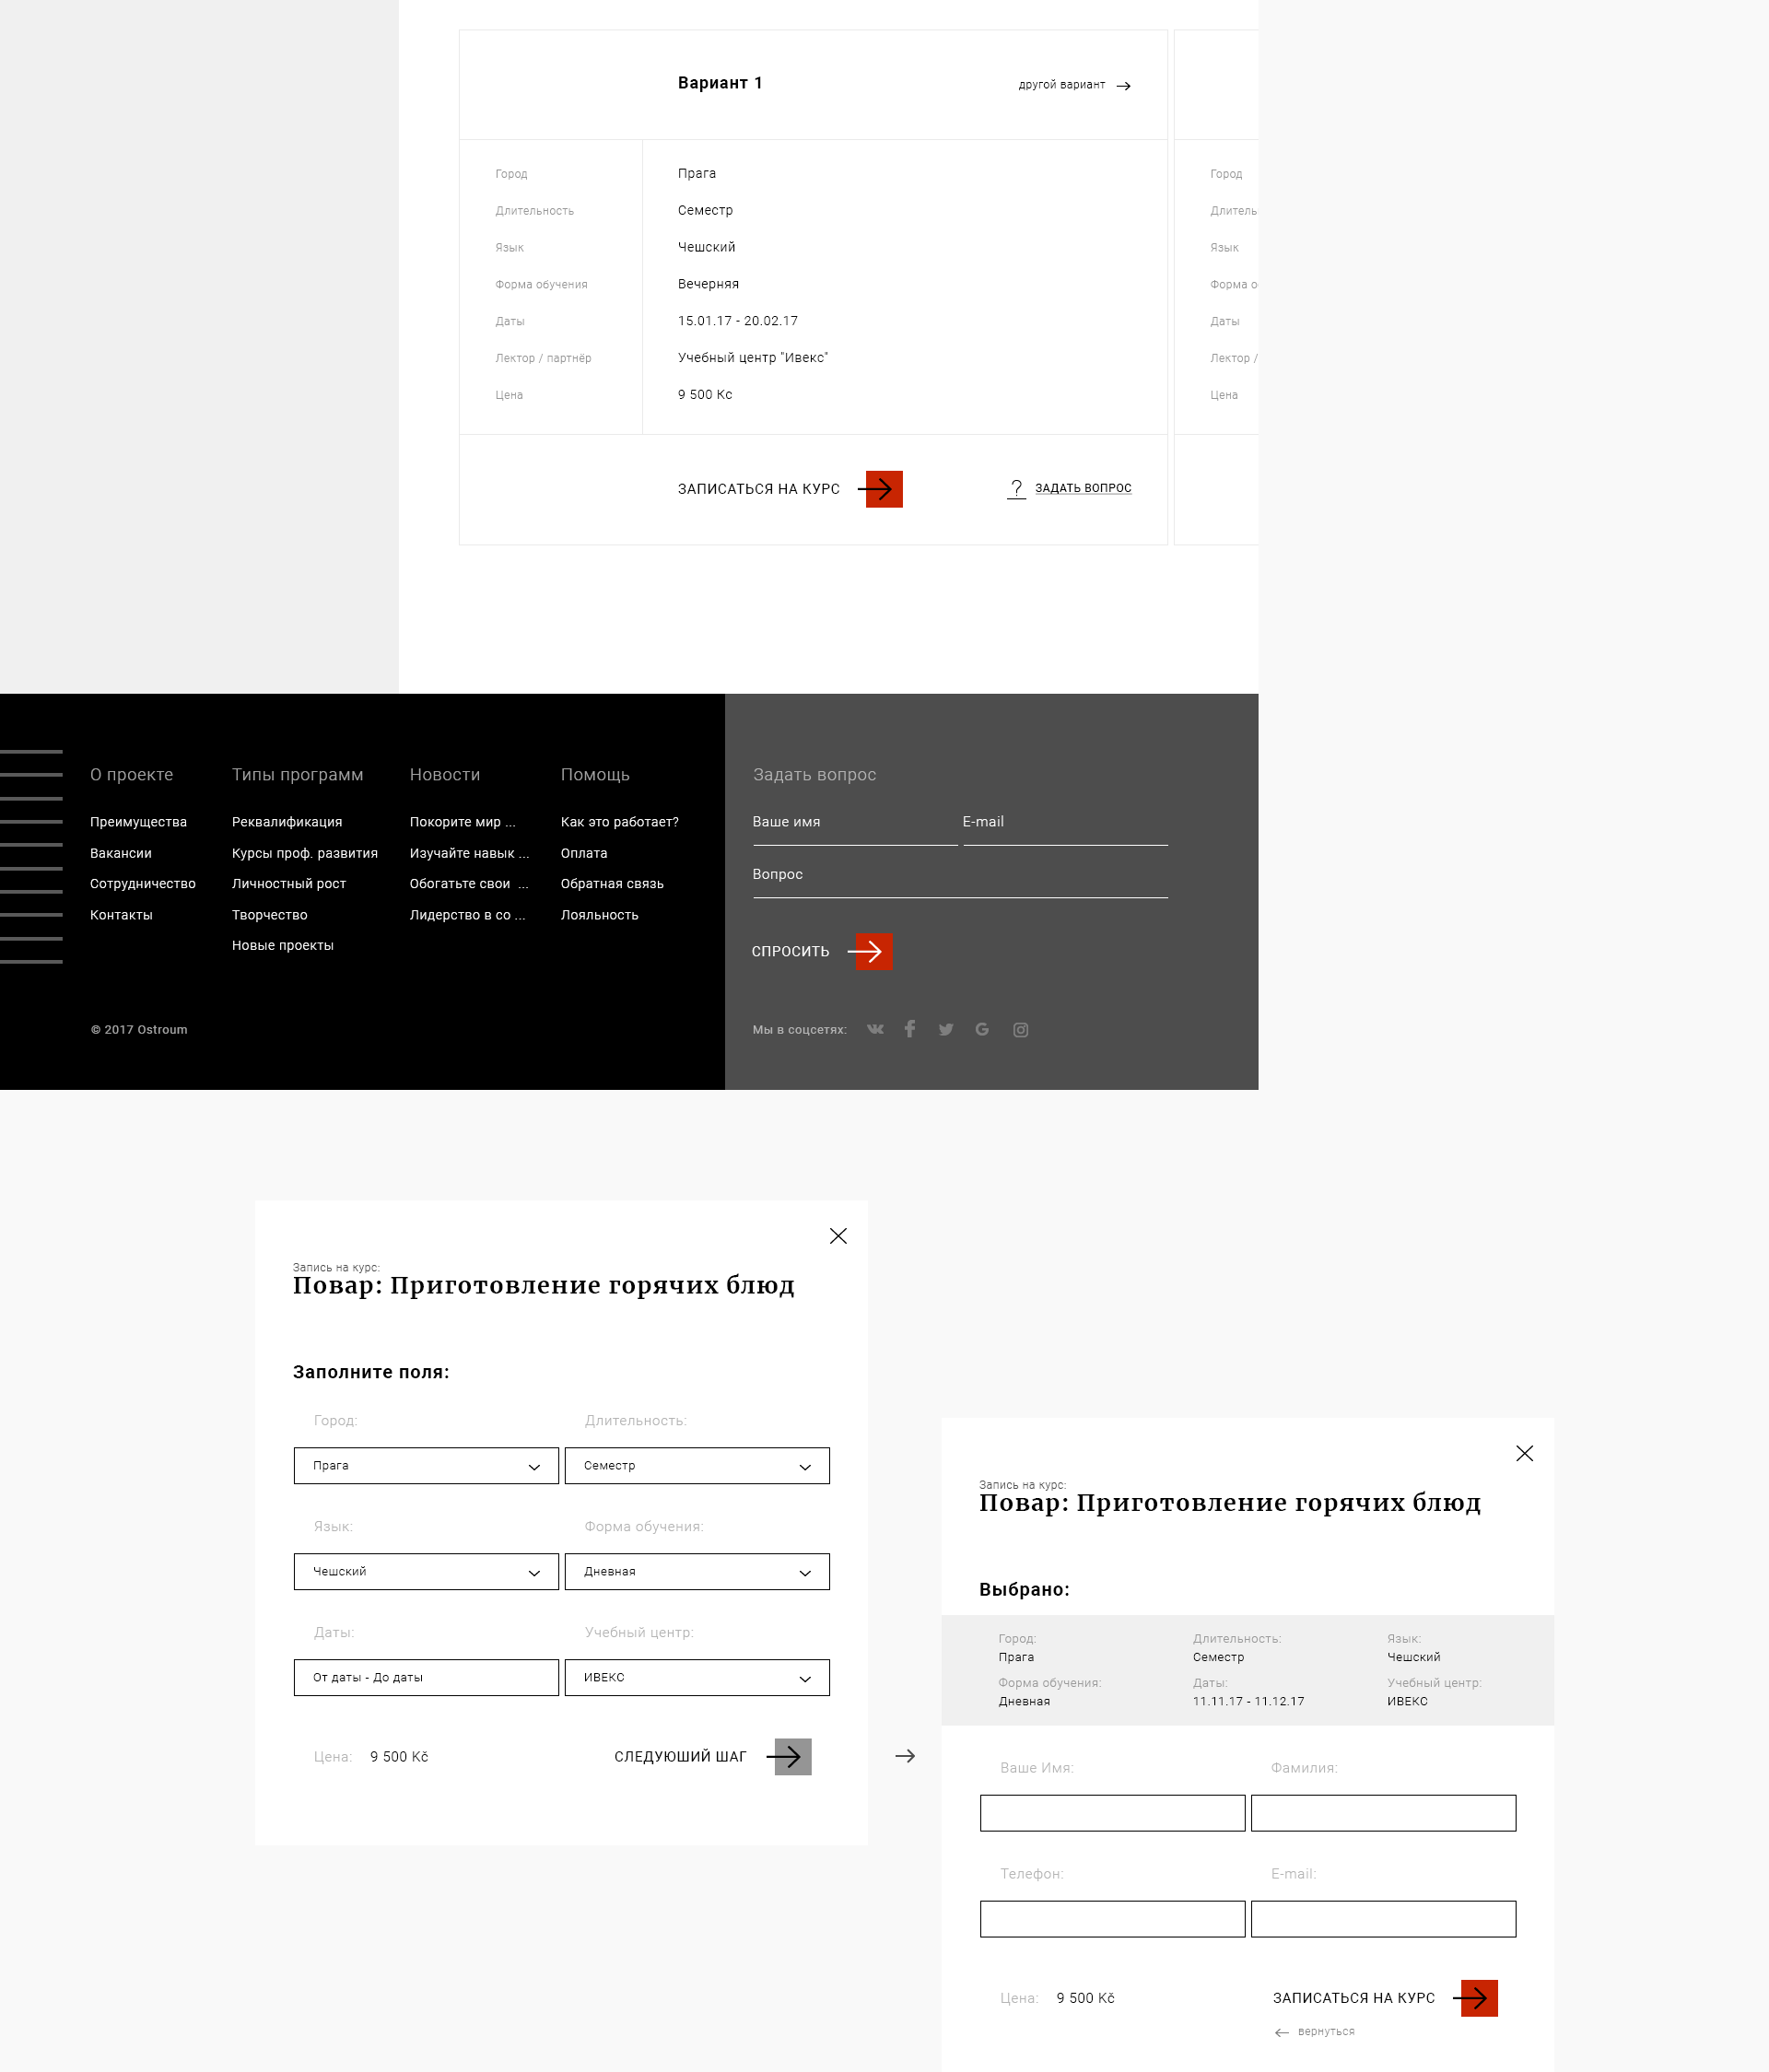 Вариант 1
другой вариант
Город Прага
Длительность Семестр
Язык Чешский
Форма обучения Вечерняя
Даты 15.01.17 - 20.02.17
Лектор / партнёр Учебный центр "Ивекс"
Цена 9 500 Кс
ЗАПИСАТЬСЯ НА КУРС
? ЗАДАТЬ ВОПРОС
Город
Длитель
Язык
Форма о
Даты
Лектор /
Цена
О проекте
Преимущества
Вакансии
Сотрудничество
Контакты
Типы программ
Реквалификация
Курсы проф. развития
Личностный рост
Творчество
Новые проекты
Новости
Покорите мир ...
Изучайте навык ...
Обогатьте свои ...
Лидерство в со ...
Помощь
Как это работает?
Оплата
Обратная связь
Лояльность
© 2017 Ostroum
Задать вопрос
Ваше имя
E-mail
Вопрос
СПРОСИТЬ
Мы в соцсетях:
Запись на курс:
Повар: Приготовление горячих блюд
Заполните поля:
Город: Длительность:
Прага Семестр
Язык: Форма обучения:
Чешский Дневная
Даты: Учебный центр:
От даты - До даты ИВЕКС
Цена: 9 500 Kč СЛЕДУЮШИЙ ШАГ
Запись на курс:
Повар: Приготовление горячих блюд
Выбрано:
Город: Длительность: Язык:
Прага Семестр Чешский
Форма обучения: Даты: Учебный центр:
Дневная 11.11.17 - 11.12.17 ИВЕКС
Ваше Имя: Фамилия:
Телефон: E-mail:
Цена: 9 500 Kč ЗАПИСАТЬСЯ НА КУРС
вернуться